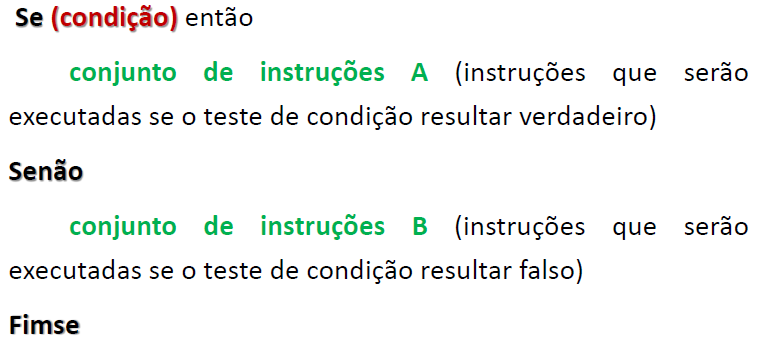 Se (condição) então
conjunto de instruções A (instruções que serão
executadas se o teste de condição resultar verdadeiro)
Senão
conjunto de instruções B (instruções que serão
executadas se o teste de condição resultar falso)
Fimse